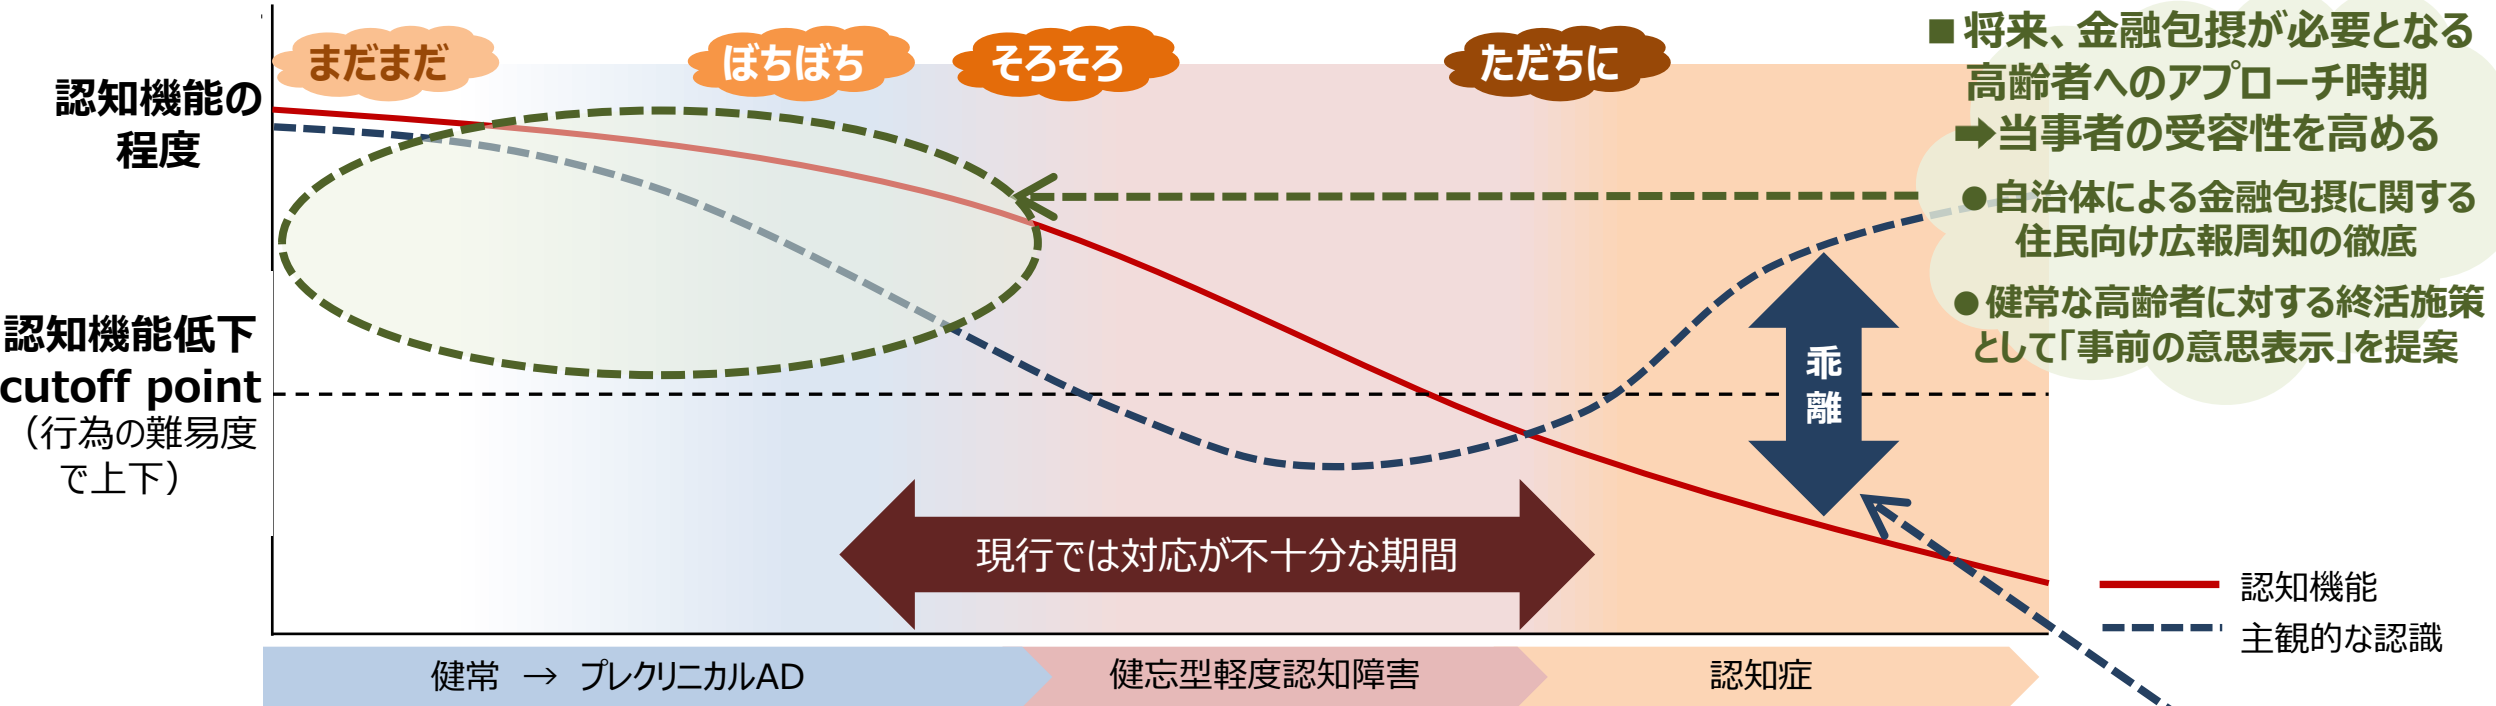 まだまだ
ぼちぼち
そろそろ
ただちに
認知機能の
程度
認知機能低下
cutoff point
（行為の難易度
で上下）
■ 将来、金融包摂が必要となる
高齢者へのアプローチ時期
➡当事者の受容性を高める
● 自治体による金融包摂に関する
住民向け広報周知の徹底
● 健常な高齢者に対する終活施策
として「事前の意思表示」を提案
乖
離
現行では対応が不十分な期間
認知機能
主観的な認識
健常 → プレクリニカルAD
健忘型軽度認知障害
認知症